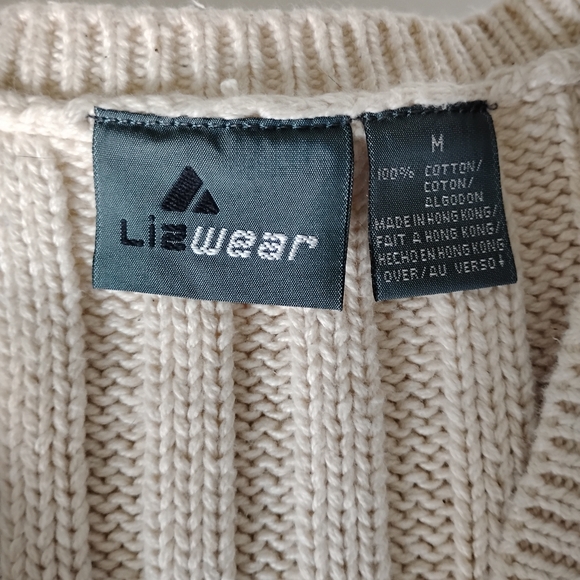 Lizwear
M
100% COTTON/
COTON/
ALGODON
MADE IN HONG KONG/
FAIT A HONG KONG
HECHO EN HONG KONG
OVER/AU VERSO